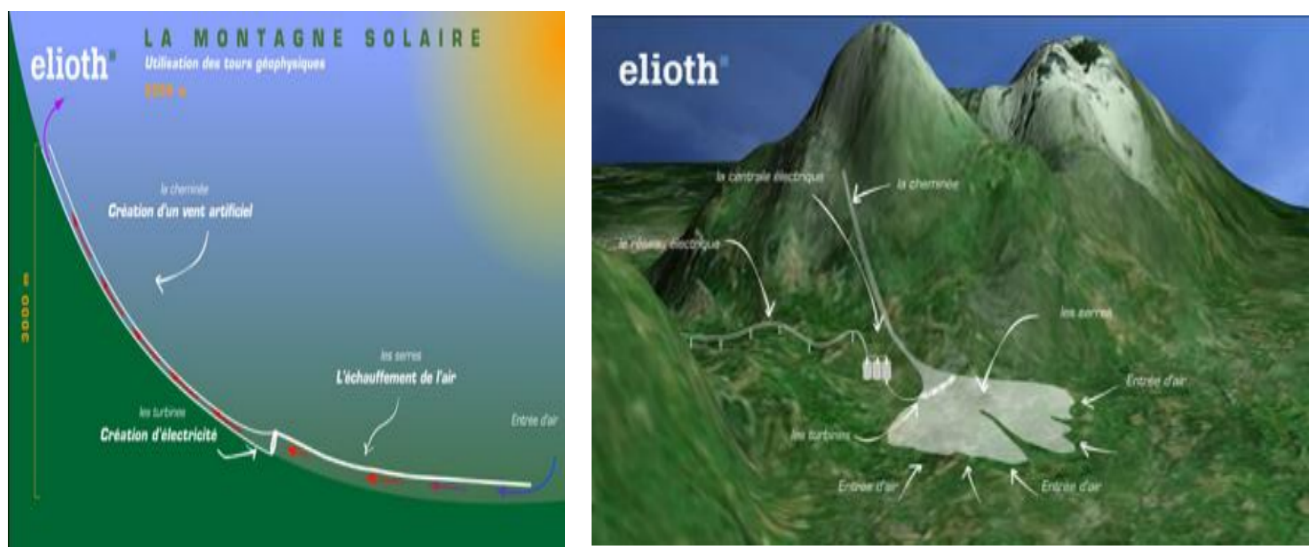 elioth
LA MONTAGNE SOLAIRE
Utilisation des tours géophysiques
3000 m
la cheminée
Création d'un vent artificiel
les serres
L'échauffement de l'air
les turbines
Création d'électricité
Entrée d'air
elioth
la centrale électrique
la cheminée
le réseau électrique
les serres
Entrée d'air
les turbines
Entrée d'air
Entrée d'air